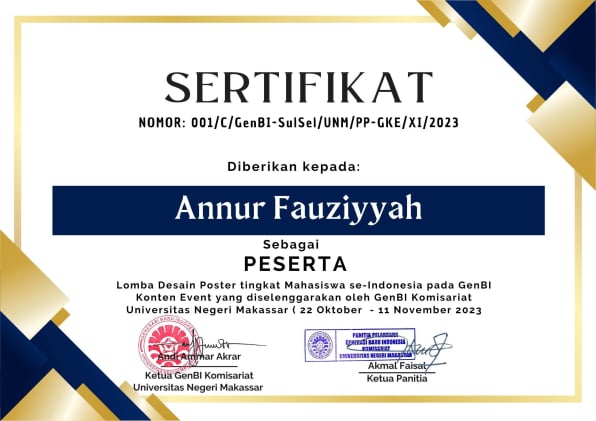 SERTIFIKAT
NOMOR: 001/C/GenBI-SulSel/UNM/PP-GKE/XI/2023
Diberikan kepada:
Annur Fauziyyah
Sebagai
PESERTA
Lomba Desain Poster tingkat Mahasiswa se-Indonesia pada GenBI
Konten Event yang diselenggarakan oleh GenBI Komisariat
Universitas Negeri Makassar ( 22 Oktober - 11 November 2023
PANITIA PELAKSANA
GENERASI BARU INDONESIA
KOMISARIAT
UNIVERSITAS NEGERI MAKASSAR
Andi Ammar Akrar
Ketua GenBI Komisariat
Universitas Negeri Makassar
Akmal Faisal
Ketua Panitia